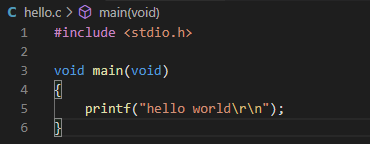 C hello.c > main(void)
1 #include <stdio.h>
2
3 void main(void)
4 {
5     printf("hello world\r\n");
6 }